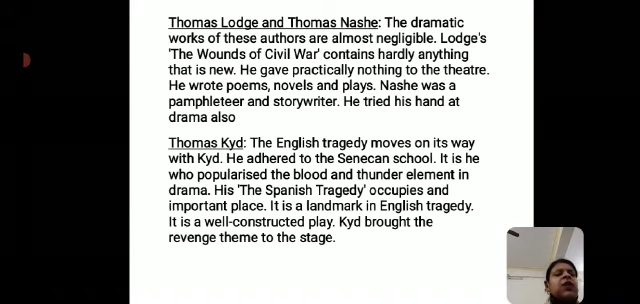 Thomas Lodge and Thomas Nashe: The dramatic
works of these authors are almost negligible. Lodge's
'The Wounds of Civil War' contains hardly anything
that is new. He gave practically nothing to the theatre.
He wrote poems, novels and plays. Nashe was a
pamphleteer and storywriter. He tried his hand at
drama also
Thomas Kyd: The English tragedy moves on its way
with Kyd. He adhered to the Senecan school. It is he
who popularised the blood and thunder element in
drama. His 'The Spanish Tragedy' occupies and
important place. It is a landmark in English tragedy.
It is a well-constructed play. Kyd brought the
revenge theme to the stage.